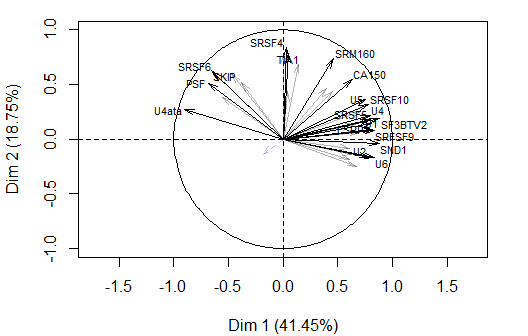 1.0
SRSF4
SRM160
TIA1
SRSF6
SKIP
CA150
PSF
0.5
U5
SRSF10
U4ata
SRSF5
U4
SF3BTV2
SRFSF9
0.0
U2
SND1
U6
-0.5
-1.0
-1.5 -1.0 -0.5 0.0 0.5 1.0 1.5
Dim 1 (41.45%)
Dim 2 (18.75%)